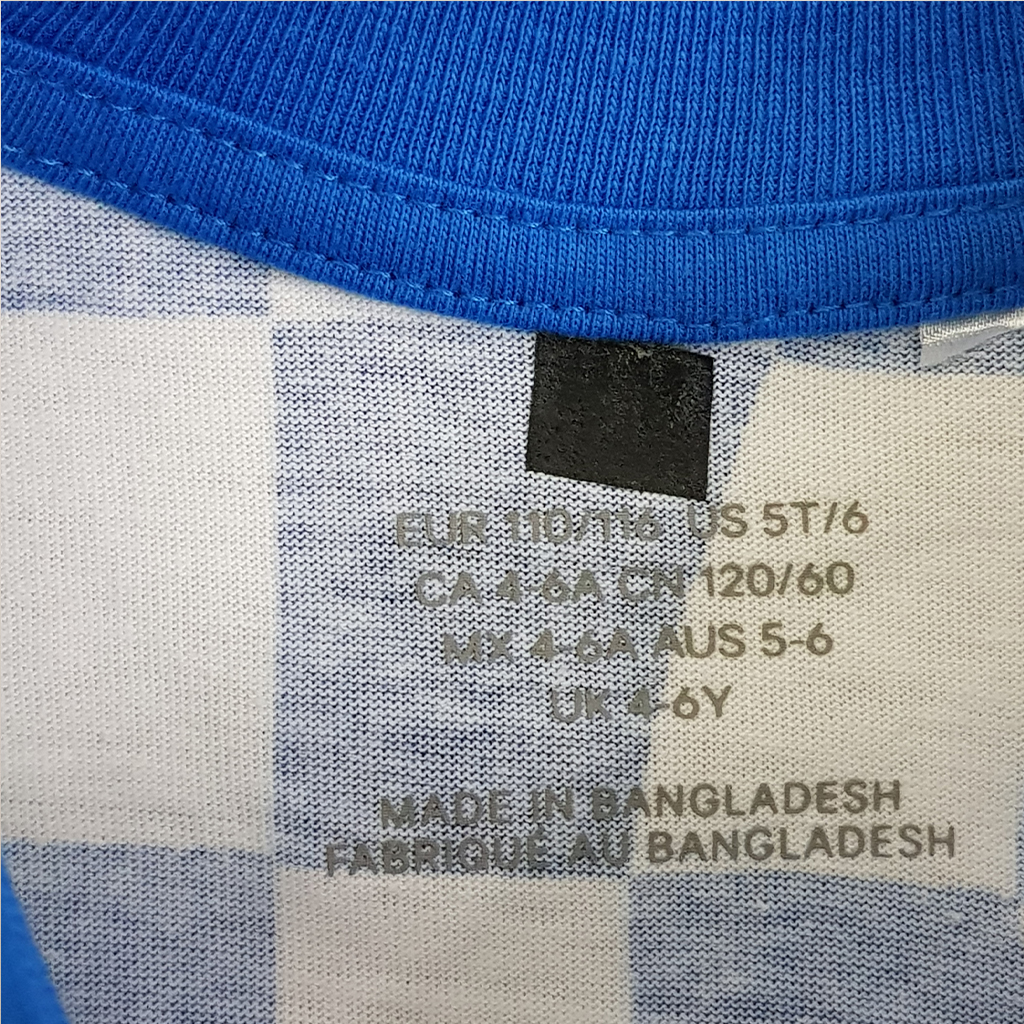 EUR 110/116 US 5T/6
CA 4-6A CN 120/60
MX 4-6A AUS 5-6
UK 4-6Y
MADE IN BANGLADESH
FABRIQUÉ AU BANGLADESH